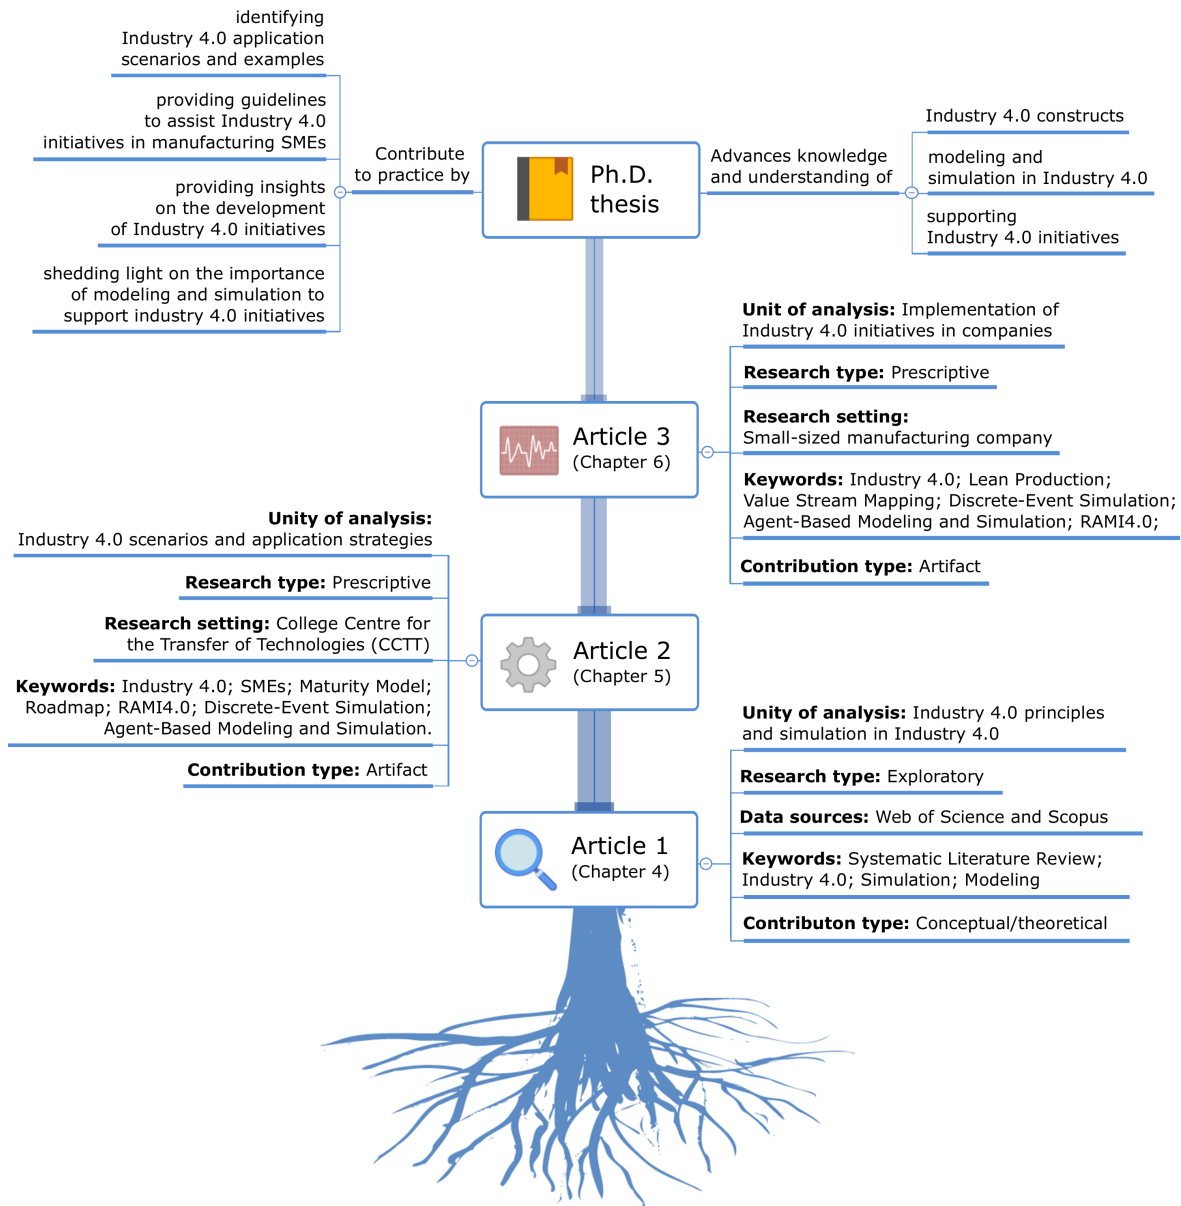 identifying
Industry 4.0 application
scenarios and examples
providing guidelines
to assist Industry 4.0
initiatives in manufacturing SMEs
providing insights
on the development
of Industry 4.0 initiatives
shedding light on the importance
of modeling and simulation to
support industry 4.0 initiatives
Contribute
to practice by
Ph.D.
thesis
Advances knowledge
and understanding of
Industry 4.0 constructs
modeling and
simulation in Industry 4.0
supporting
Industry 4.0 initiatives
Article 3
(Chapter 6)
Unit of analysis: Implementation of
Industry 4.0 initiatives in companies
Research type: Prescriptive
Research setting:
Small-sized manufacturing company
Keywords: Industry 4.0; Lean Production;
Value Stream Mapping; Discrete-Event Simulation;
Agent-Based Modeling and Simulation; RAMI4.0;
Contribution type: Artifact
Unity of analysis:
Industry 4.0 scenarios and application strategies
Research type: Prescriptive
Research setting: College Centre for
the Transfer of Technologies (CCTT)
Keywords: Industry 4.0; SMEs; Maturity Model;
Roadmap; RAMI4.0; Discrete-Event Simulation;
Agent-Based Modeling and Simulation.
Contribution type: Artifact
Article 2
(Chapter 5)
Article 1
(Chapter 4)
Unity of analysis: Industry 4.0 principles
and simulation in Industry 4.0
Research type: Exploratory
Data sources: Web of Science and Scopus
Keywords: Systematic Literature Review;
Industry 4.0; Simulation; Modeling
Contributon type: Conceptual/theoretical